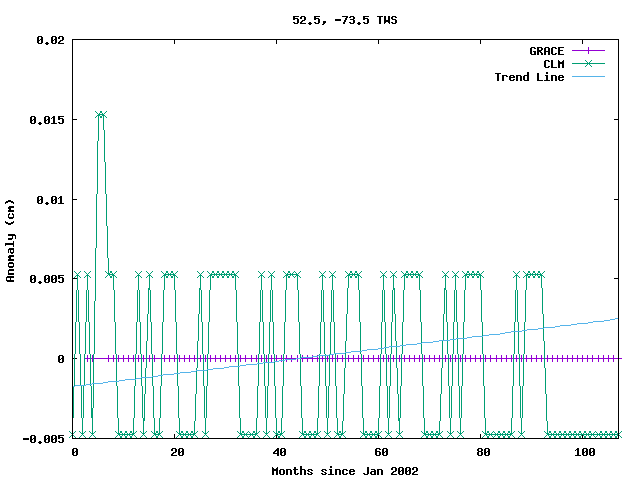 52.5, -73.5 TWS
0.02
0.015
0.01
0.005
0
-0.005
Anomaly (cm)
GRACE
CLM
Trend Line
0 20 40 60 80 100
Months since Jan 2002